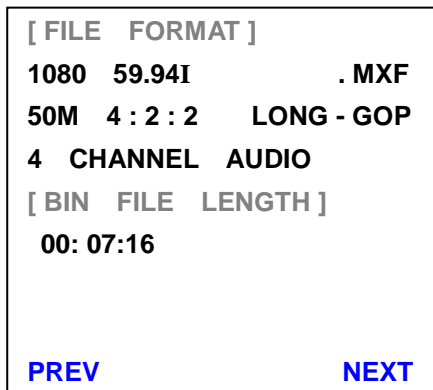 [ FILE FORMAT ]
1080 59.94I . MXF
50M 4 : 2 : 2 LONG - GOP
4 CHANNEL AUDIO
[ BIN FILE LENGTH ]
00: 07:16
PREV NEXT